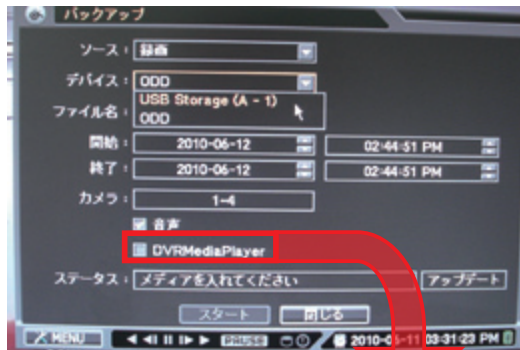 バックアップ
ソース : 録画
デバイス : ODD
USB Storage (A - 1)
ODD
ファイル名 :
開始 : 2010-06-12 02:44:51 PM
終了 : 2010-06-12 02:44:51 PM
カメラ : 1-4
音声
DVRMediaPlayer
ステータス : メディアを入れてください アップデート
スタート 閉じる
MENU PAUSE 2010-06-11 03:31:23 PM